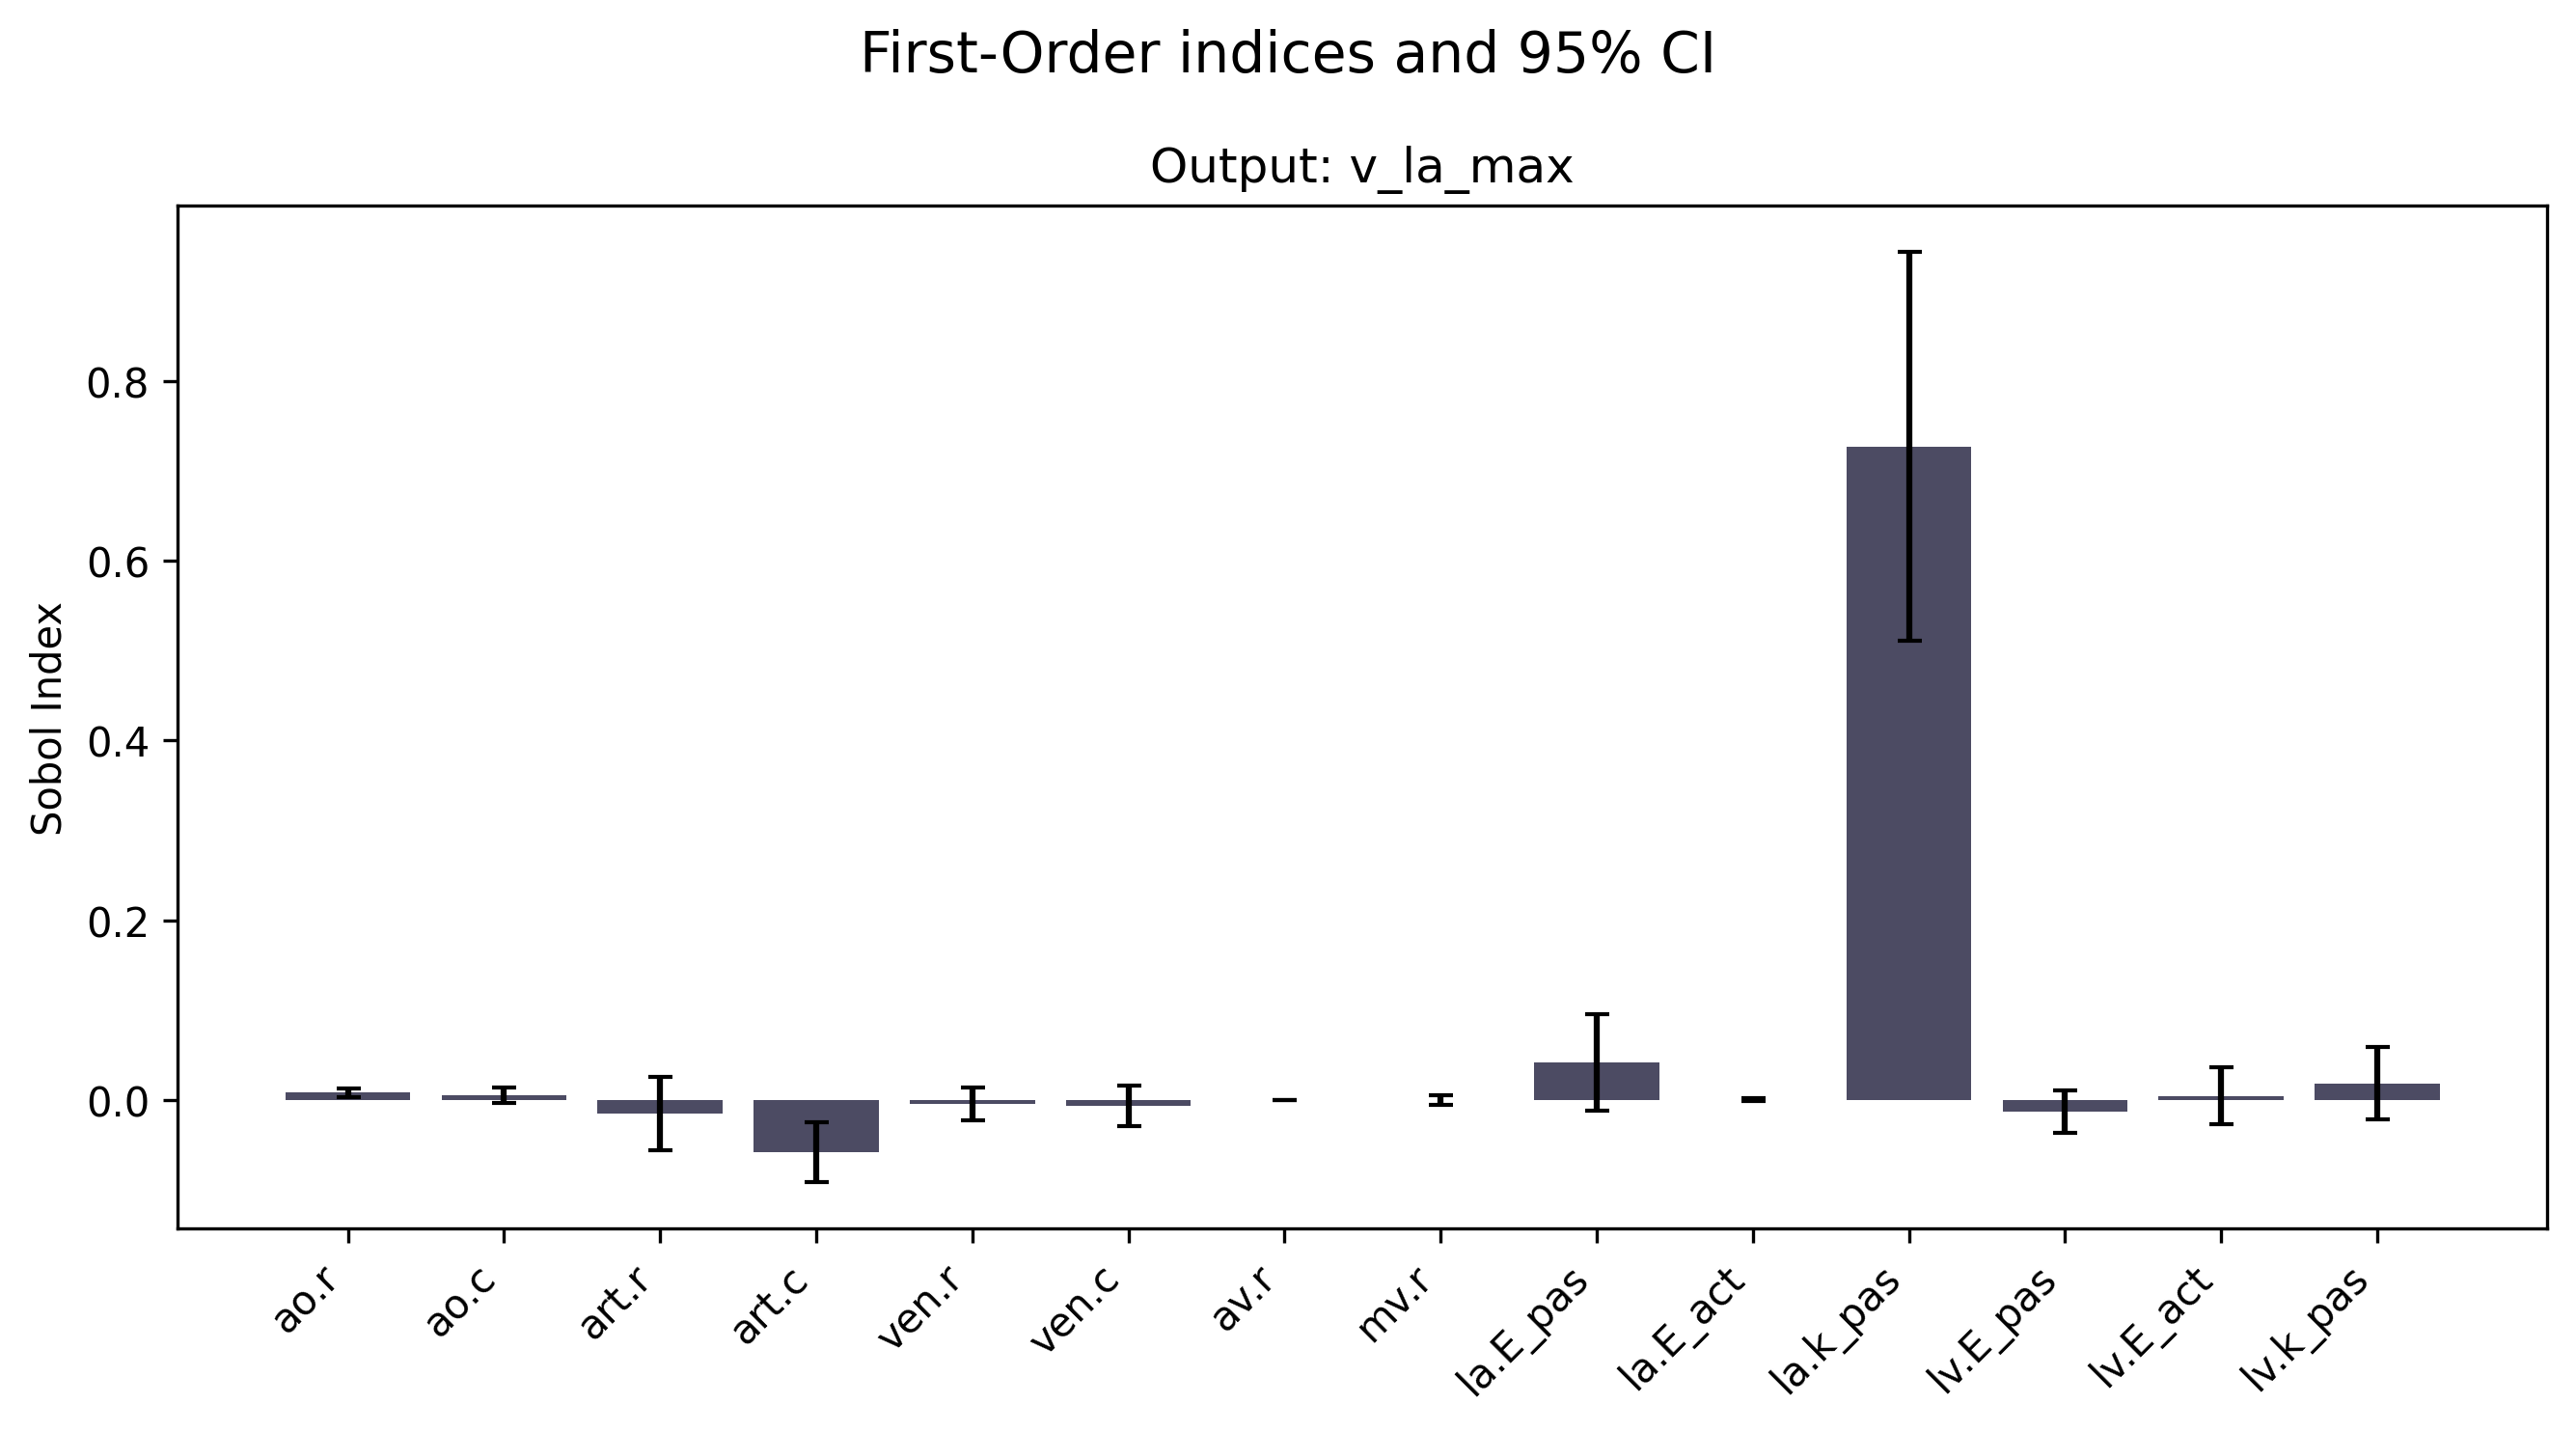 First-Order indices and 95% CI
Output: v_la_max
Sobol Index
0.8
0.6
0.4
0.2
0.0
ao.r
ao.c
art.r
art.c
ven.r
ven.c
av.r
mv.r
la.E_pas
la.E_act
la.k_pas
lv.E_pas
lv.E_act
lv.k_pas